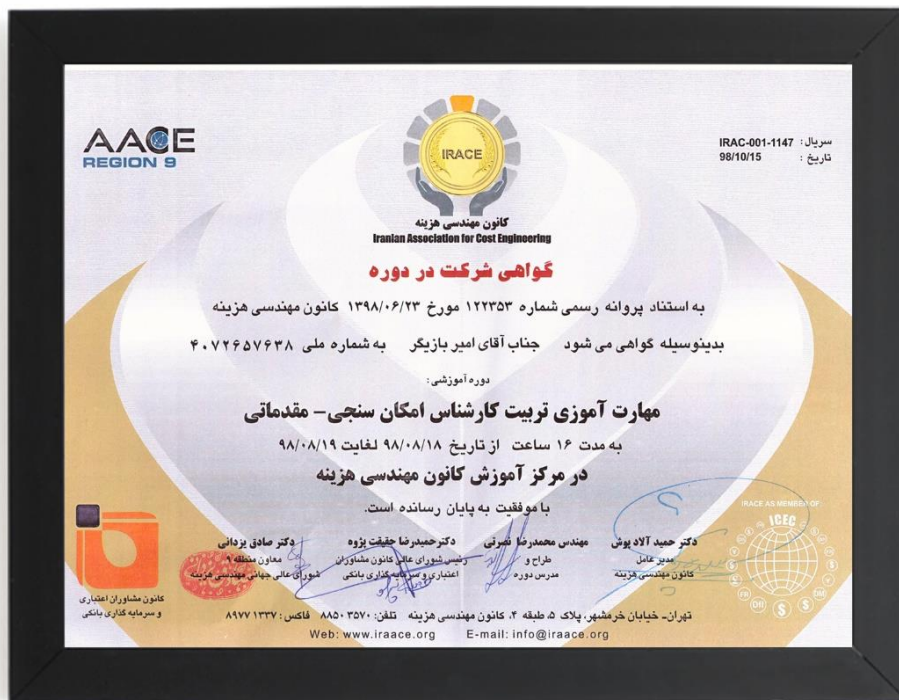 AACE
REGION 9
IRACE
کانون مهندسی هزینه
Iranian Association for Cost Engineering
سریال: IRAC-001-1147
تاریخ: 98/10/15
گواهی شرکت در دوره
به استناد پروانه رسمی شماره ۱۲۲۳۵۳ مورخ ۱۳۹۸/۰۶/۲۳ کانون مهندسی هزینه
بدینوسیله گواهی می شود جناب آقای امیر بازیگر به شماره ملی ۴۰۷۲۶۵۷۶۳۸
دوره آموزشی:
مهارت آموزی تربیت کارشناس امکان سنجی- مقدماتی
به مدت ۱۶ ساعت از تاریخ ۹۸/۰۸/۱۸ لغایت ۹۸/۰۸/۱۹
در مرکز آموزش کانون مهندسی هزینه
با موفقیت به پایان رسانده است.
دکتر حمید آلاد پوش
مدیر عامل
کانون مهندسی هزینه
مهندس محمدرضا نصرتی
طراح و
مدرس دوره
دکتر حمیدرضا حقیقت پژوه
رئیس شورای عالی کانون مشاوران
اعتباری و سرمایه گذاری بانکی
دکتر صادق یزدانی
معاون منطقه ۹
شورای عالی جهانی مهندسی هزینه
IRACE AS MEMBER OF
ICEC
کانون مشاوران اعتباری
و سرمایه گذاری بانکی
تهران- خیابان خرمشهر، پلاک ۵، طبقه ۴، کانون مهندسی هزینه تلفن: ۸۸۵۰۳۵۷۰ فاکس: ۸۹۷۷۱۳۳۷
Web: www.iraace.org E-mail: info@iraace.org